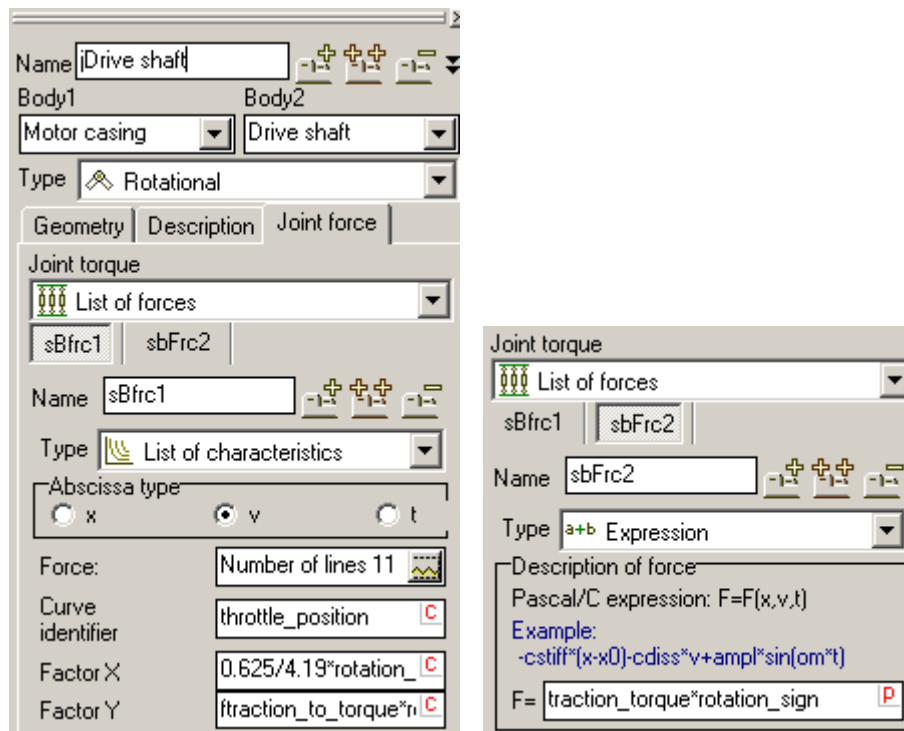 Name jDrive shaft
Body1 Body2
Motor casing Drive shaft
Type Rotational
Geometry Description Joint force
Joint torque
List of forces
sBfrc1 sbFrc2
Name sBfrc1
Type List of characteristics
Abscissa type
x v t
Force: Number of lines 11
Curve identifier throttle_position C
Factor X 0.625/4.19*rotation_ C
Factor Y ftraction_to_torque*r C
Joint torque
List of forces
sBfrc1 sbFrc2
Name sbFrc2
Type a+b Expression
Description of force
Pascal/C expression: F=F(x,v,t)
Example:
-cstiff*(x-x0)-cdiss*v+ampl*sin(om*t)
F= traction_torque*rotation_sign P